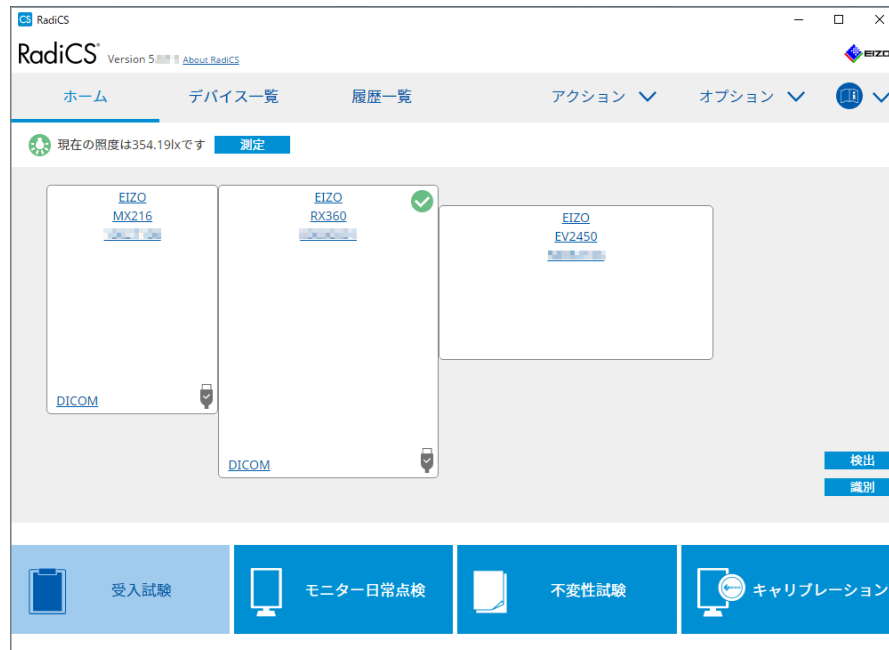 CS RadiCS
RadiCS® Version 5. About RadiCS
EIZO
ホーム デバイス一覧 履歴一覧 アクション オプション
現在の照度は354.19lxです 測定
EIZO
MX216
DICOM
EIZO
RX360
DICOM
EIZO
EV2450
検出
識別
受入試験 モニター日常点検 不変性試験 キャリブレーション